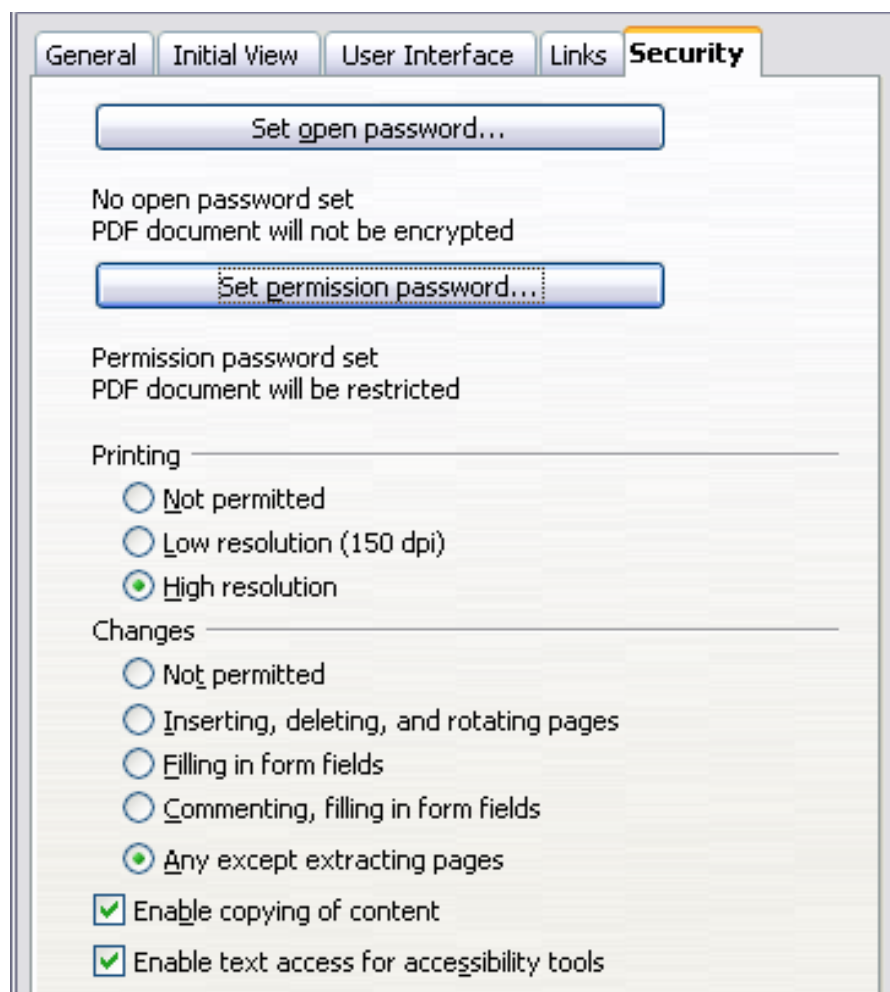 General Initial View User Interface Links Security
Set open password...
No open password set
PDF document will not be encrypted
Set permission password...
Permission password set
PDF document will be restricted
Printing
Not permitted
Low resolution (150 dpi)
High resolution
Changes
Not permitted
Inserting, deleting, and rotating pages
Filling in form fields
Commenting, filling in form fields
Any except extracting pages
Enable copying of content
Enable text access for accessibility tools